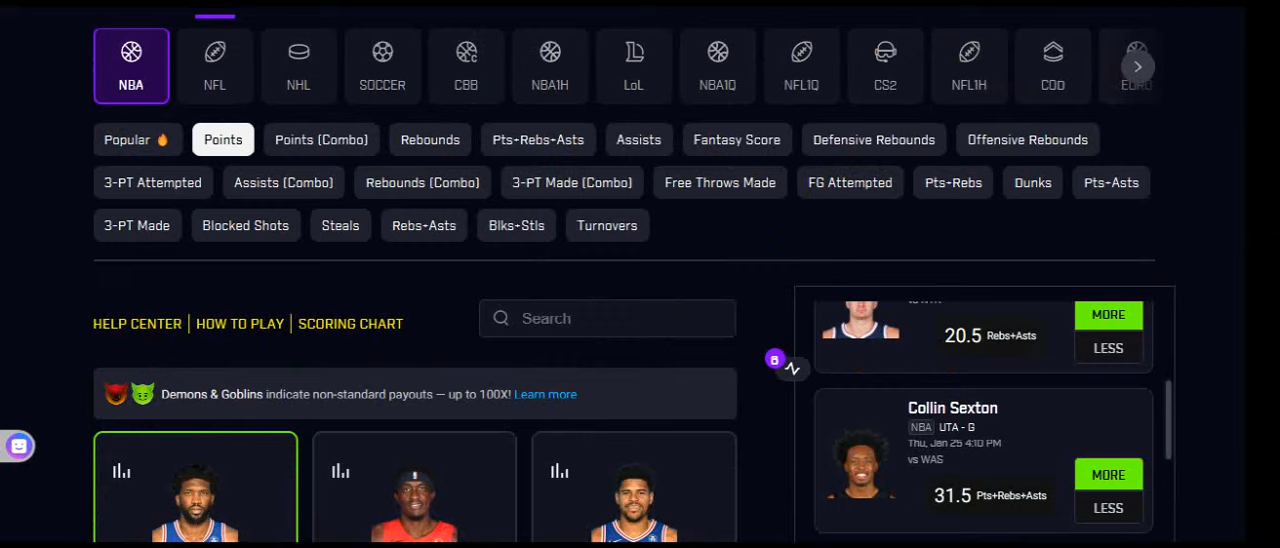 NBA NFL NHL SOCCER CBB NBA1H LoL NBA1Q NFL1Q CS2 NFL1H COD
Popular Points Points (Combo) Rebounds Pts+Rebs+Asts Assists Fantasy Score Defensive Rebounds Offensive Rebounds
3-PT Attempted Assists (Combo) Rebounds (Combo) 3-PT Made (Combo) Free Throws Made FG Attempted Pts+Rebs Dunks Pts+Asts
3-PT Made Blocked Shots Steals Rebs+Asts Blks+Stls Turnovers
HELP CENTER HOW TO PLAY SCORING CHART
Search
Demons & Goblins indicate non-standard payouts — up to 100X! Learn more
20.5 Rebs+Asts
MORE
LESS
Collin Sexton
NBA UTA - G
Thu, Jan 25 4:10 PM
vs WAS
31.5 Pts+Rebs+Asts
MORE
LESS